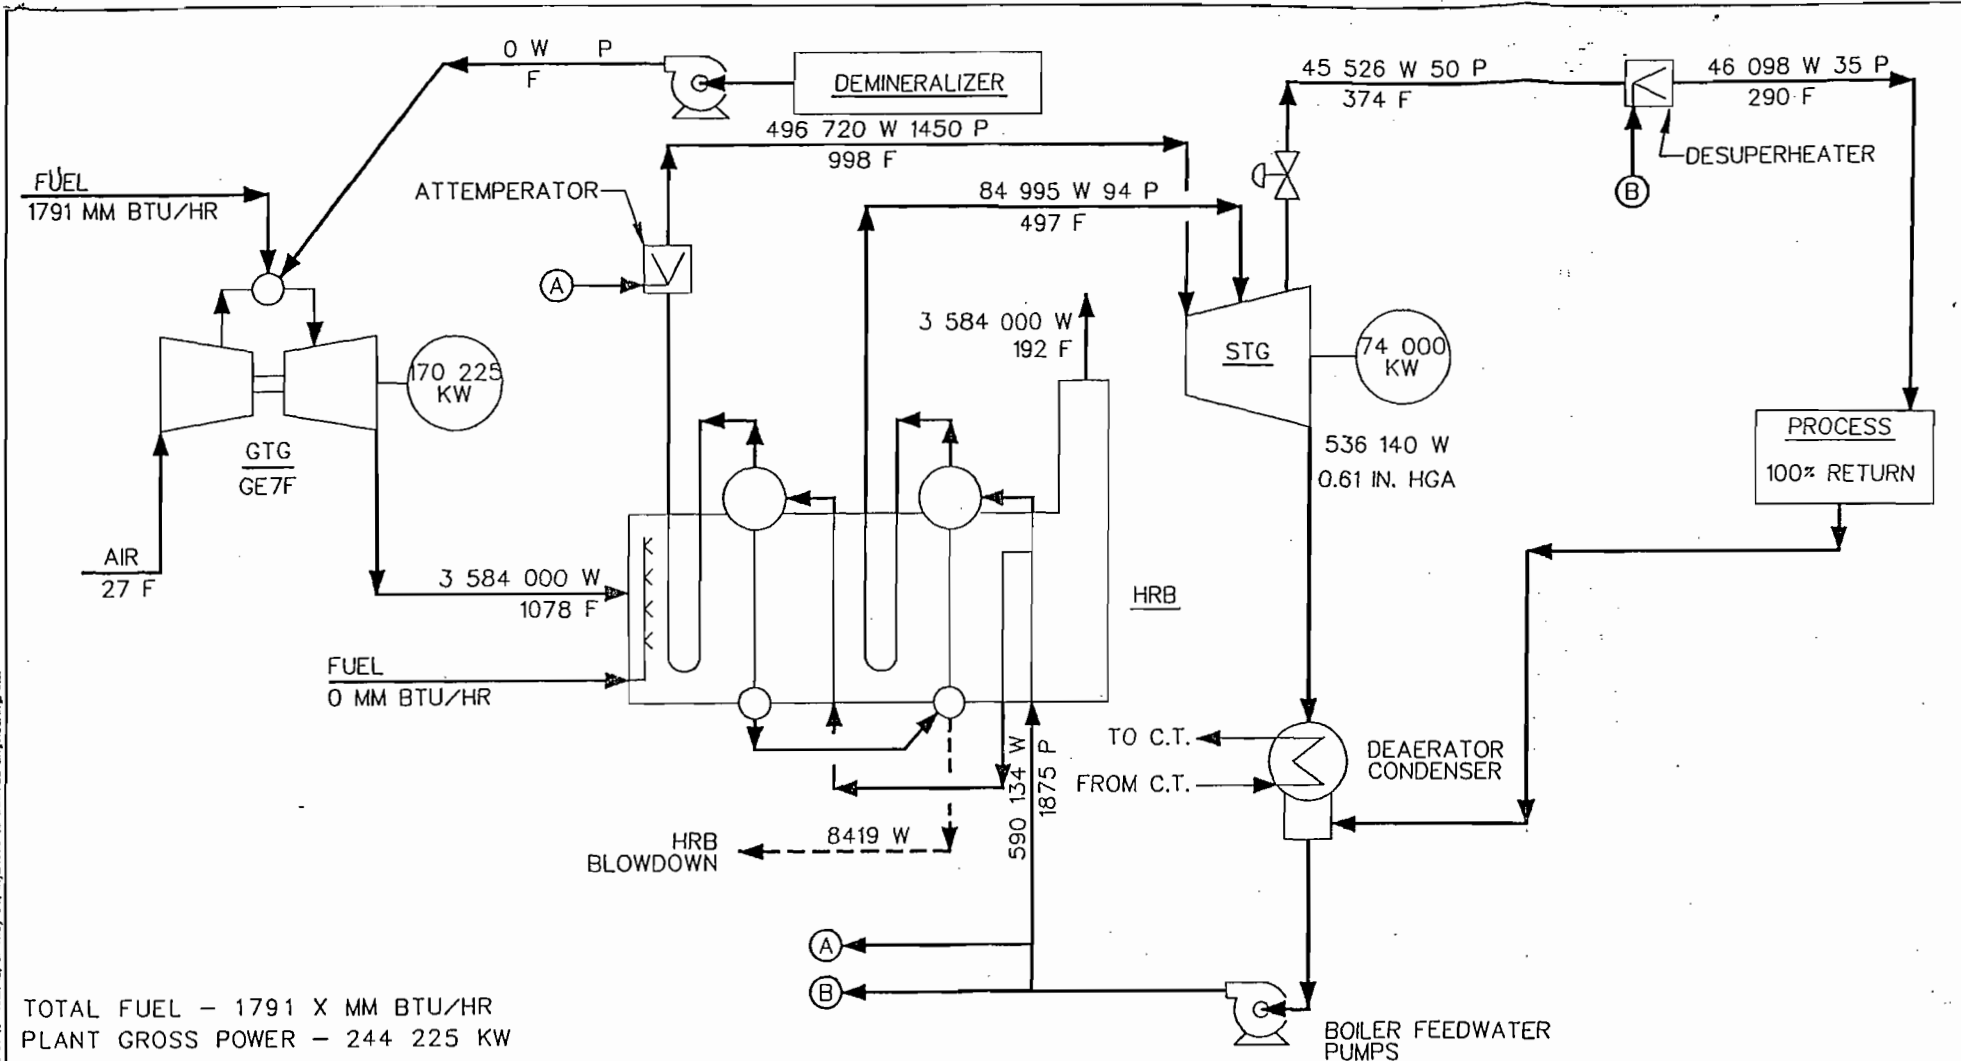 0 W P
F
DEMINERALIZER
45 526 W 50 P
374 F
46 098 W 35 P
290 F
DESUPERHEATER
B
496 720 W 1450 P
998 F
FUEL
1791 MM BTU/HR
ATTEMPERATOR
A
84 995 W 94 P
497 F
3 584 000 W
192 F
STG
74 000
KW
170 225
KW
GTG
GE7F
AIR
27 F
3 584 000 W
1078 F
FUEL
0 MM BTU/HR
HRB
536 140 W
0.61 IN. HGA
PROCESS
100% RETURN
TO C.T.
FROM C.T.
DEAERATOR
CONDENSER
590 134 W
1875 P
HRB
BLOWDOWN
8419 W
A
B
BOILER FEEDWATER
PUMPS
TOTAL FUEL - 1791 X MM BTU/HR
PLANT GROSS POWER - 244 225 KW